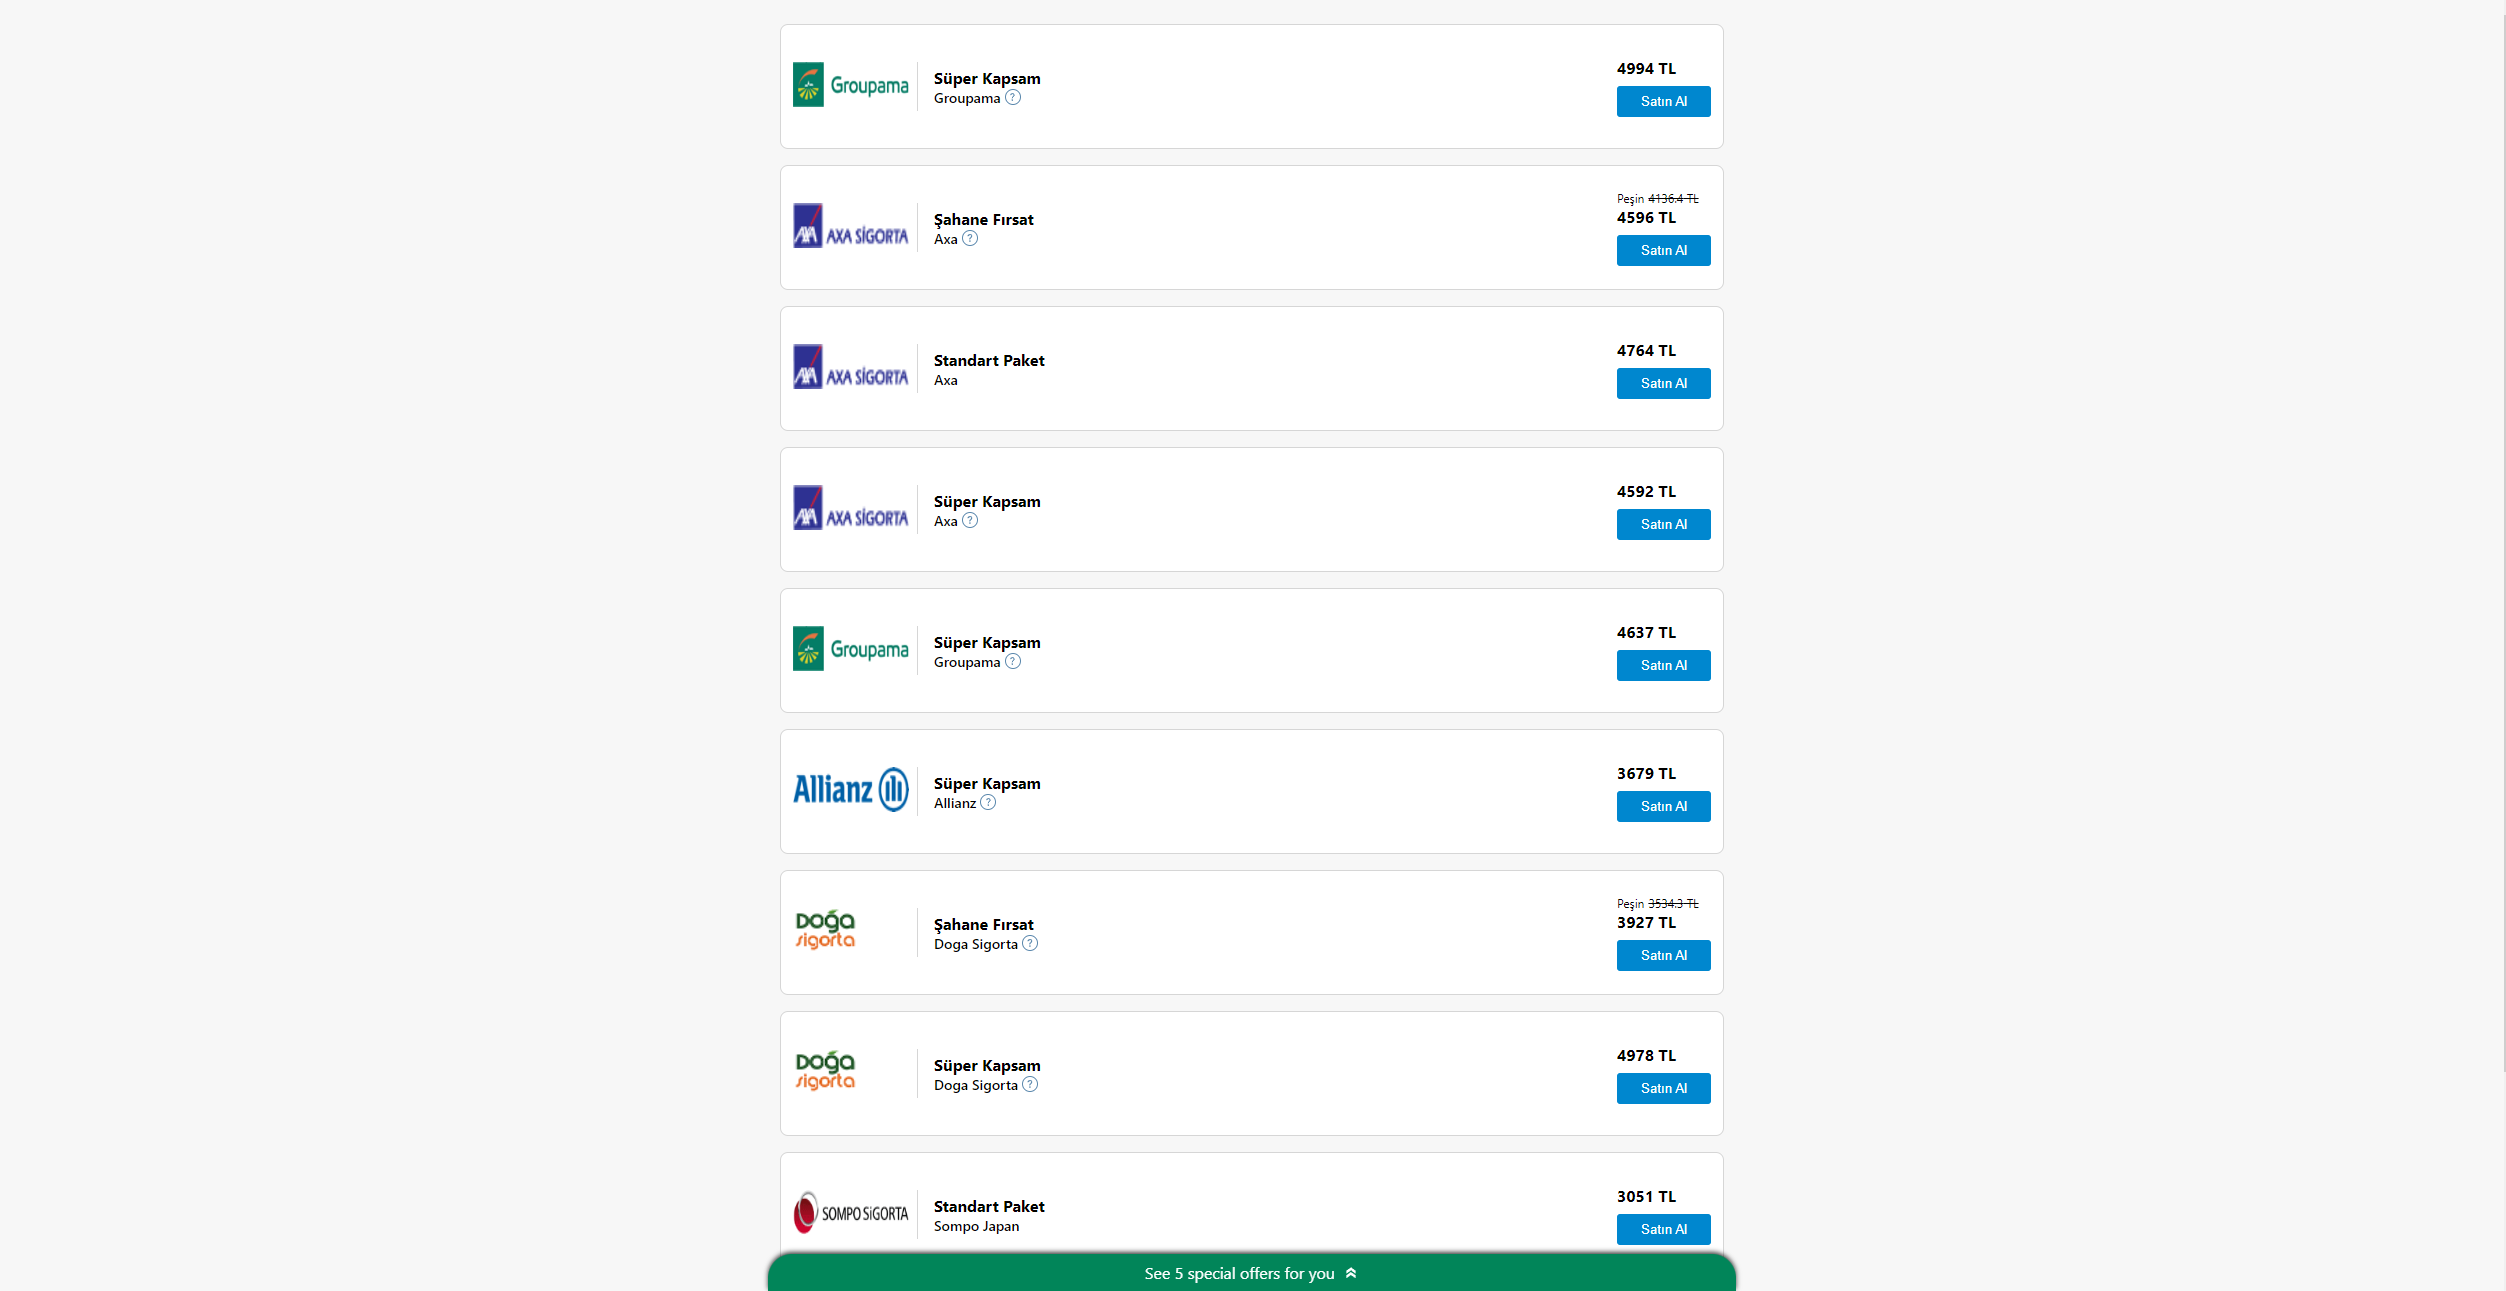 Groupama
Süper Kapsam
Groupama ?
4994 TL
Satın Al
AXA SİGORTA
Şahane Fırsat
Axa ?
Peşin 4136.4 TL
4596 TL
Satın Al
AXA SİGORTA
Standart Paket
Axa
4764 TL
Satın Al
AXA SİGORTA
Süper Kapsam
Axa ?
4592 TL
Satın Al
Groupama
Süper Kapsam
Groupama ?
4637 TL
Satın Al
Allianz
Süper Kapsam
Allianz ?
3679 TL
Satın Al
Doğa
sigorta
Şahane Fırsat
Doga Sigorta ?
Peşin 3534.3 TL
3927 TL
Satın Al
Doğa
sigorta
Süper Kapsam
Doga Sigorta ?
4978 TL
Satın Al
SOMPO SİGORTA
Standart Paket
Sompo Japan
3051 TL
Satın Al
See 5 special offers for you